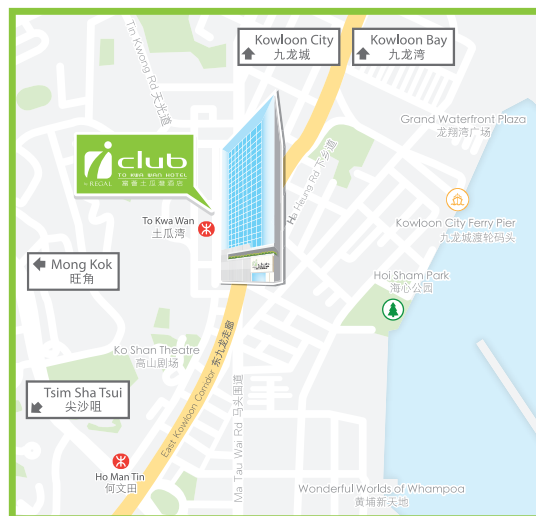 Kowloon City
九龙城
Kowloon Bay
九龙湾
Tin Kwong Rd 天光道
Grand Waterfront Plaza
龙翔湾广场
iclub
TO KWA WAN HOTEL
by REGAL 富薈土瓜灣酒店
Ha Heung Rd 下乡道
To Kwa Wan
土瓜湾
Kowloon City Ferry Pier
九龙城渡轮码头
Mong Kok
旺角
Hoi Sham Park
海心公园
Ko Shan Theatre
高山剧场
East Kowloon Corridor 东九龙走廊
Ma Tau Wai Rd 马头围道
Tsim Sha Tsui
尖沙咀
Ho Man Tin
何文田
Wonderful Worlds of Whampoa
黄埔新天地